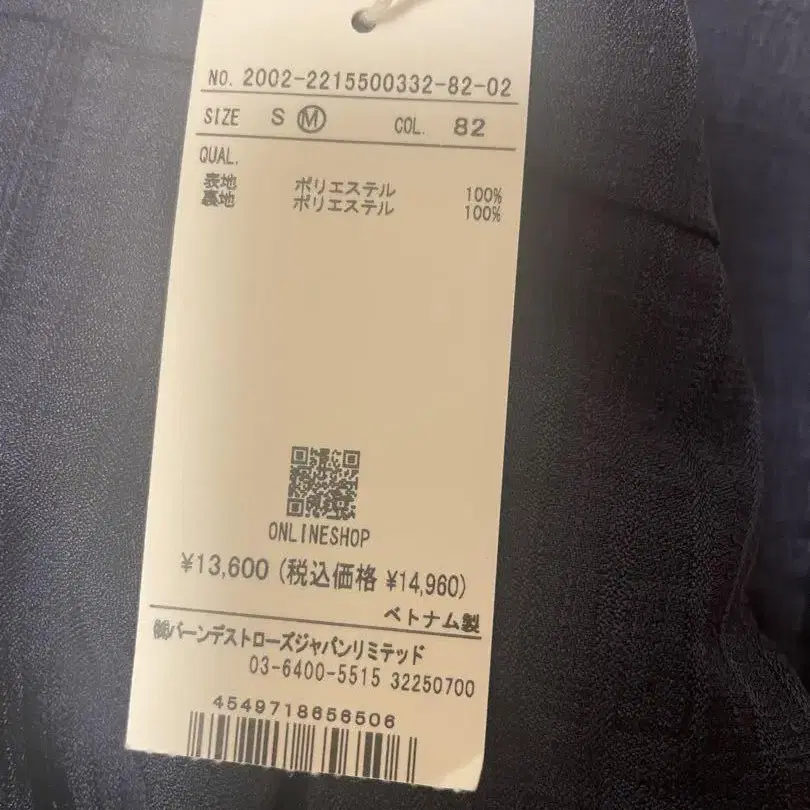 NO. 2002-2215500332-82-02
SIZE S Ⓜ COL. 82
QUAL.
表地 ポリエステル 100%
裏地 ポリエステル 100%
ONLINESHOP
¥13,600 (税込価格 ¥14,960)
ベトナム製
㈱バーンデストローズジャパンリミテッド
03-6400-5515 32250700
4549718656506